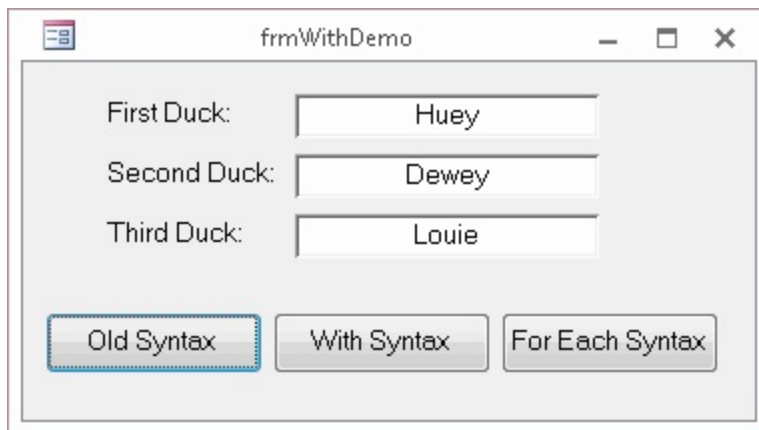 frmWithDemo
First Duck: Huey
Second Duck: Dewey
Third Duck: Louie
Old Syntax With Syntax For Each Syntax